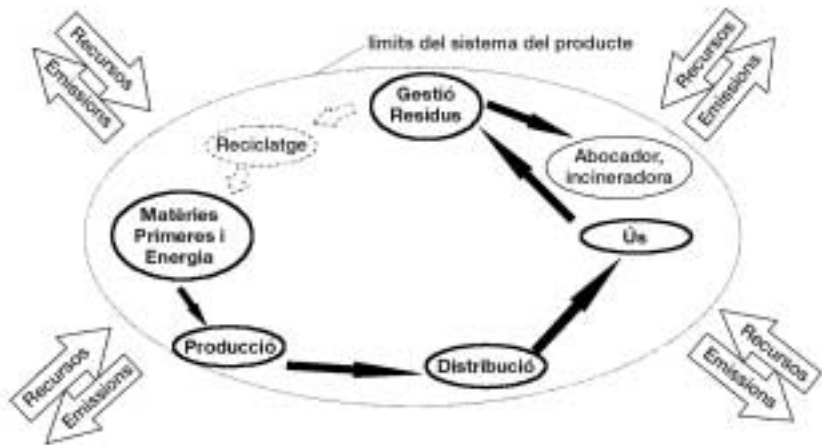 Recursos
Emissions
limits del sistema del producte
Recursos
Emissions
Gestió
Residus
Reciclatge
Abocador,
incineradora
Matèries
Primeres i
Energia
Ús
Producció
Distribució
Recursos
Emissions
Recursos
Emissions